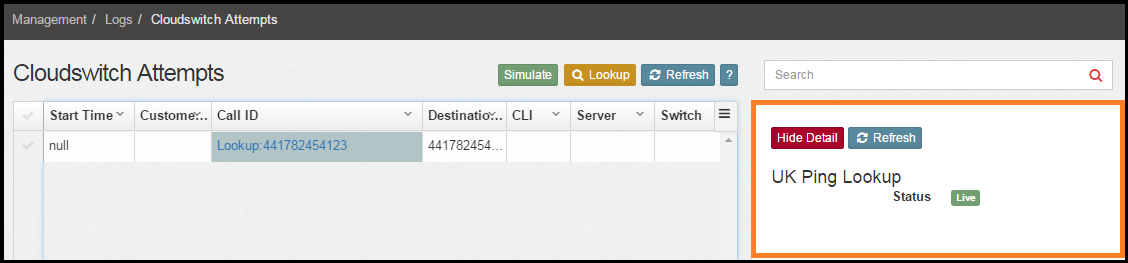 Management / Logs / Cloudswitch Attempts
Cloudswitch Attempts
Simulate Lookup Refresh ?
Search
Start Time Custome... Call ID Destinatio... CLI Server Switch
null Lookup:441782454123 441782454...
Hide Detail Refresh
UK Ping Lookup
Status Live